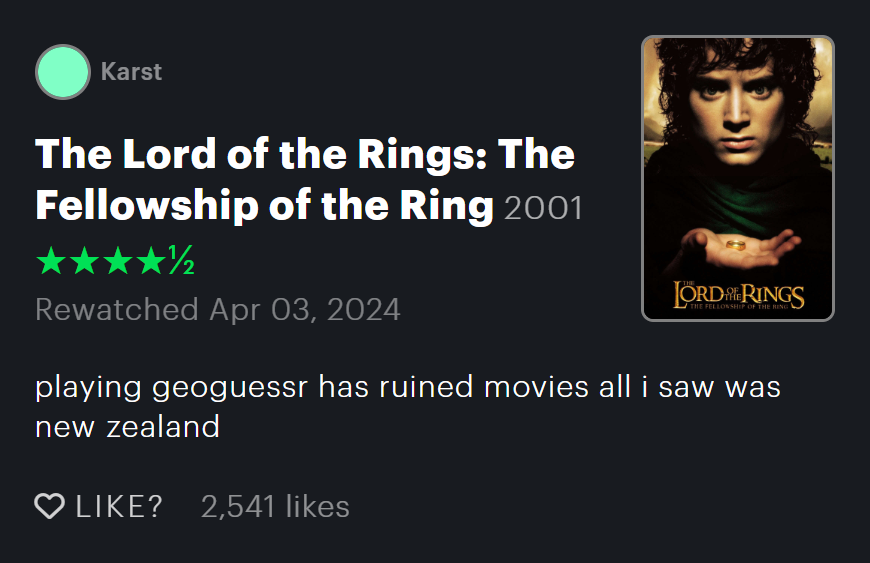 Karst
The Lord of the Rings: The
Fellowship of the Ring 2001
★★★★½
Rewatched Apr 03, 2024
playing geoguessr has ruined movies all i saw was
new zealand
LIKE? 2,541 likes
THE
LORD OF THE RINGS
THE FELLOWSHIP OF THE RING